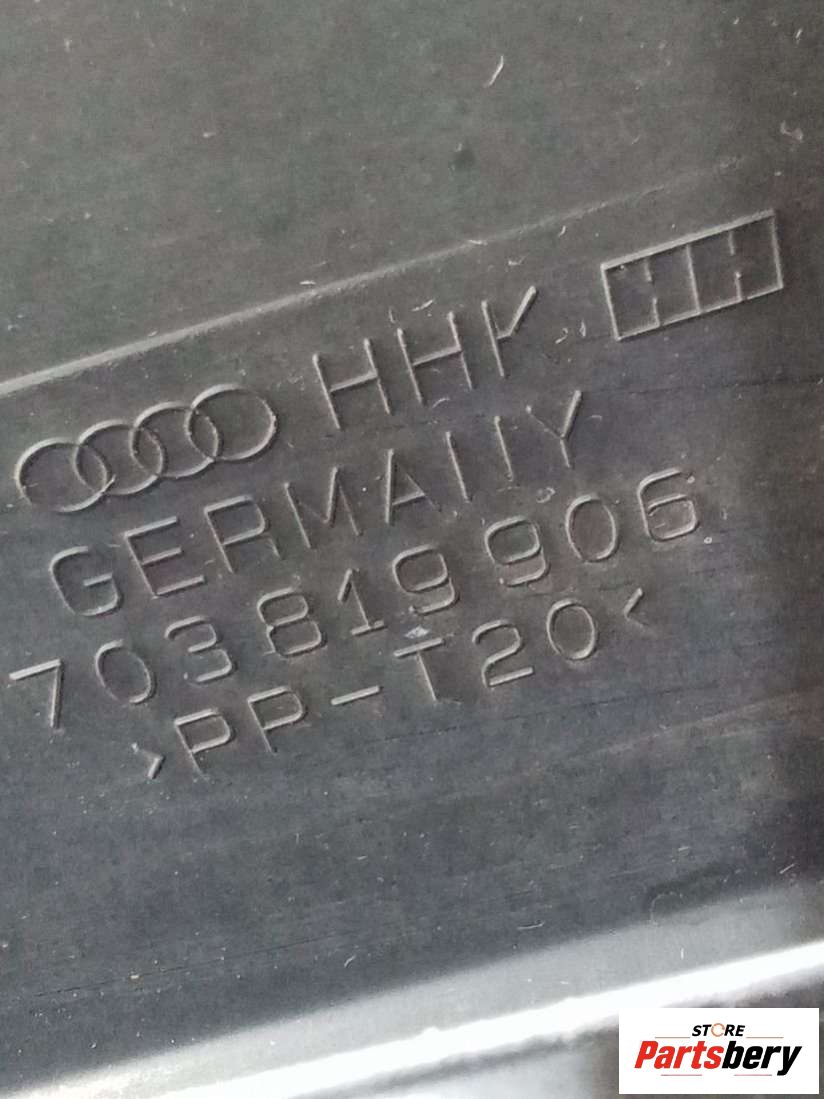 HHK HH
GERMANY
703819906
>PP-T20<
STORE
Partsbery